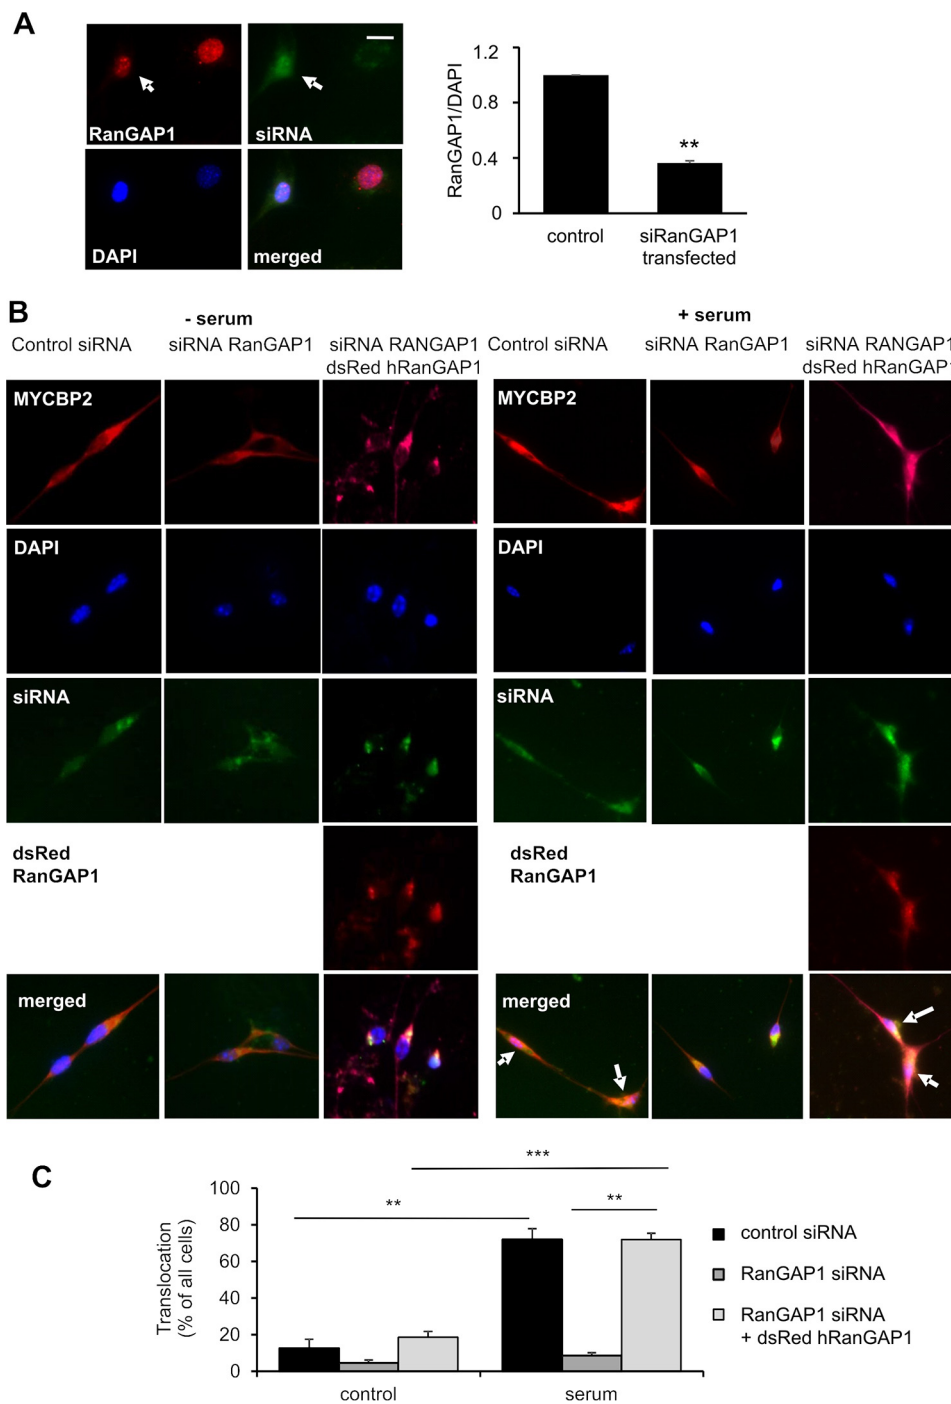 A
RanGAP1
siRNA
DAPI
merged
RanGAP1/DAPI
1.2
0.8
0.4
0
**
control
siRanGAP1
transfected
B
- serum
+ serum
Control siRNA
siRNA RanGAP1
siRNA RANGAP1
dsRed hRanGAP1
Control siRNA
siRNA RanGAP1
siRNA RANGAP1
dsRed hRanGAP1
MYCBP2
MYCBP2
DAPI
DAPI
siRNA
siRNA
dsRed
RanGAP1
dsRed
RanGAP1
merged
merged
C
Translocation
(% of all cells)
100
80
60
40
20
0
**
***
**
control
serum
control siRNA
RanGAP1 siRNA
RanGAP1 siRNA
+ dsRed hRanGAP1